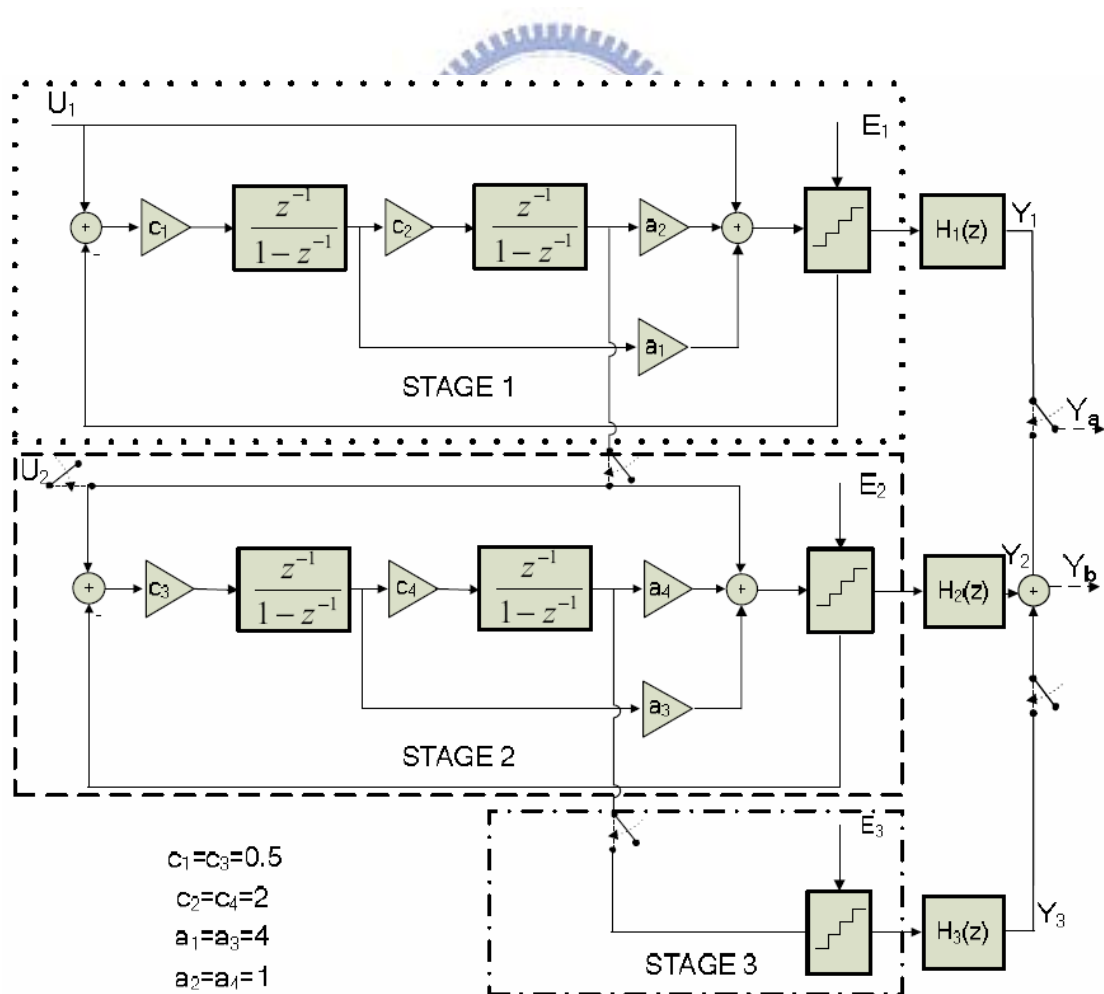 U₁
E₁
+
-
c₁
z⁻¹
1 - z⁻¹
c₂
z⁻¹
1 - z⁻¹
a₂
+
H₁(z)
Y₁
a₁
STAGE 1
Yₐ
U₂
E₂
+
-
c₃
z⁻¹
1 - z⁻¹
c₄
z⁻¹
1 - z⁻¹
a₄
+
H₂(z)
Y₂
+
Y_b
a₃
STAGE 2
E₃
H₃(z)
Y₃
STAGE 3
c₁=c₃=0.5
c₂=c₄=2
a₁=a₃=4
a₂=a₄=1